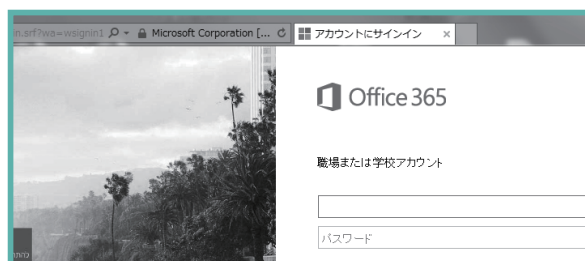 in.srf?wa=wsignin1 Microsoft Corporation [... アカウントにサインイン ×
Office 365
職場または学校アカウント
パスワード